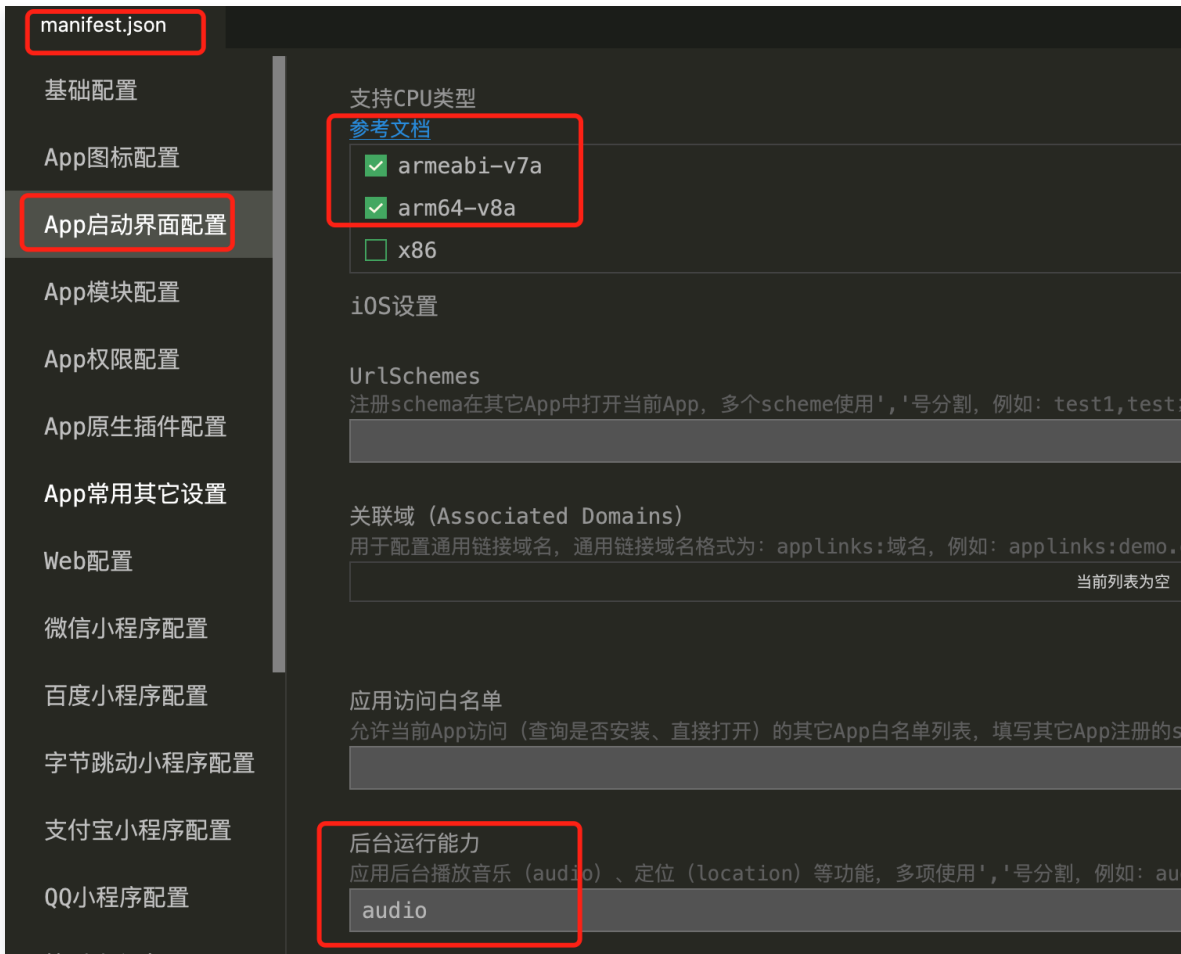 manifest.json
基础配置
App图标配置
App启动界面配置
App模块配置
App权限配置
App原生插件配置
App常用其它设置
Web配置
微信小程序配置
百度小程序配置
字节跳动小程序配置
支付宝小程序配置
QQ小程序配置
支持CPU类型
参考文档
armeabi-v7a
arm64-v8a
x86
iOS设置
UrlSchemes
注册schema在其它App中打开当前App，多个scheme使用','号分割，例如：test1,test
关联域（Associated Domains）
用于配置通用链接域名，通用链接域名格式为：applinks:域名，例如：applinks:demo.
当前列表为空
应用访问白名单
允许当前App访问（查询是否安装、直接打开）的其它App白名单列表，填写其它App注册的s
后台运行能力
应用后台播放音乐（audio）、定位（location）等功能，多项使用','号分割，例如：au
audio